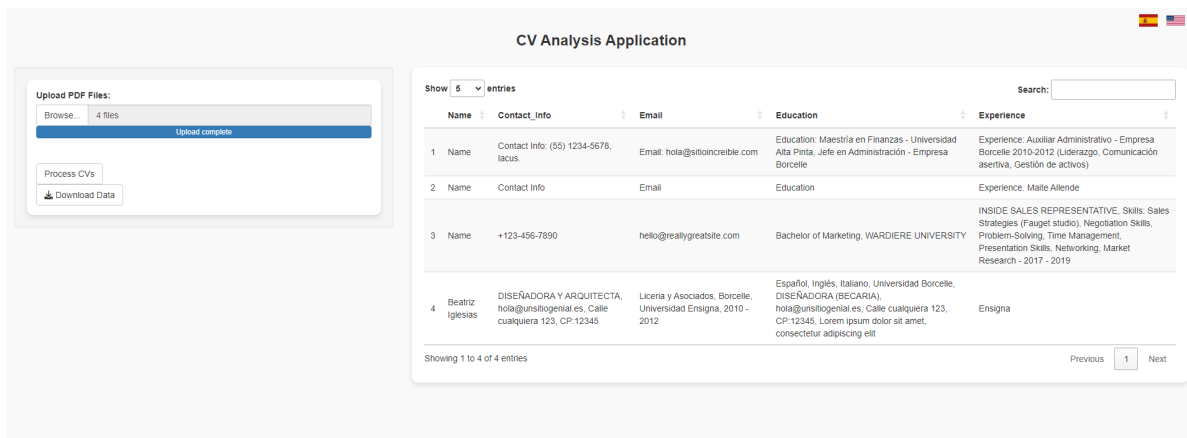 CV Analysis Application
Upload PDF Files:
Browse... 4 files
Upload complete
Process CVs
Download Data
Show 5 entries
Search:
Name Contact_Info Email Education Experience
1 Name Contact Info: (55) 1234-5678, lacus. Email: hola@sitioincreible.com Education: Maestría en Finanzas - Universidad Alta Pinta, Jefe en Administración - Empresa Borcelle Experience: Auxiliar Administrativo - Empresa Borcelle 2010-2012 (Liderazgo, Comunicación asertiva, Gestión de activos)
2 Name Contact Info Email Education Experience. Maite Allende
3 Name +123-456-7890 hello@reallygreatsite.com Bachelor of Marketing, WARDIERE UNIVERSITY INSIDE SALES REPRESENTATIVE, Skills: Sales Strategies (Fauget studio), Negotiation Skills, Problem-Solving, Time Management, Presentation Skills, Networking, Market Research - 2017 - 2019
4 Beatriz Iglesias DISEÑADORA Y ARQUITECTA, hola@unsitiogenial.es, Calle cualquiera 123, CP:12345 Liceria y Asociados, Borcelle, Universidad Ensigna, 2010 - 2012 Español, Inglés, Italiano, Universidad Borcelle, DISEÑADORA (BECARIA), hola@unsitiogenial.es, Calle cualquiera 123, CP:12345, Lorem ipsum dolor sit amet, consectetur adipiscing elit Ensigna
Showing 1 to 4 of 4 entries
Previous 1 Next